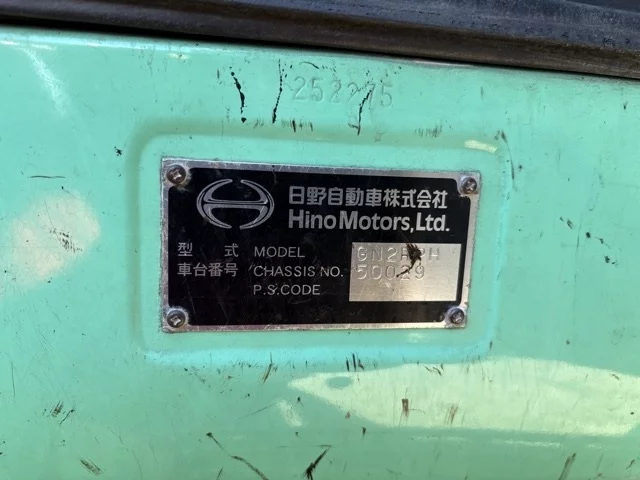 日野自動車株式会社
Hino Motors, Ltd.
型 式 MODEL
車台番号 CHASSIS NO. 50029
P.S.CODE